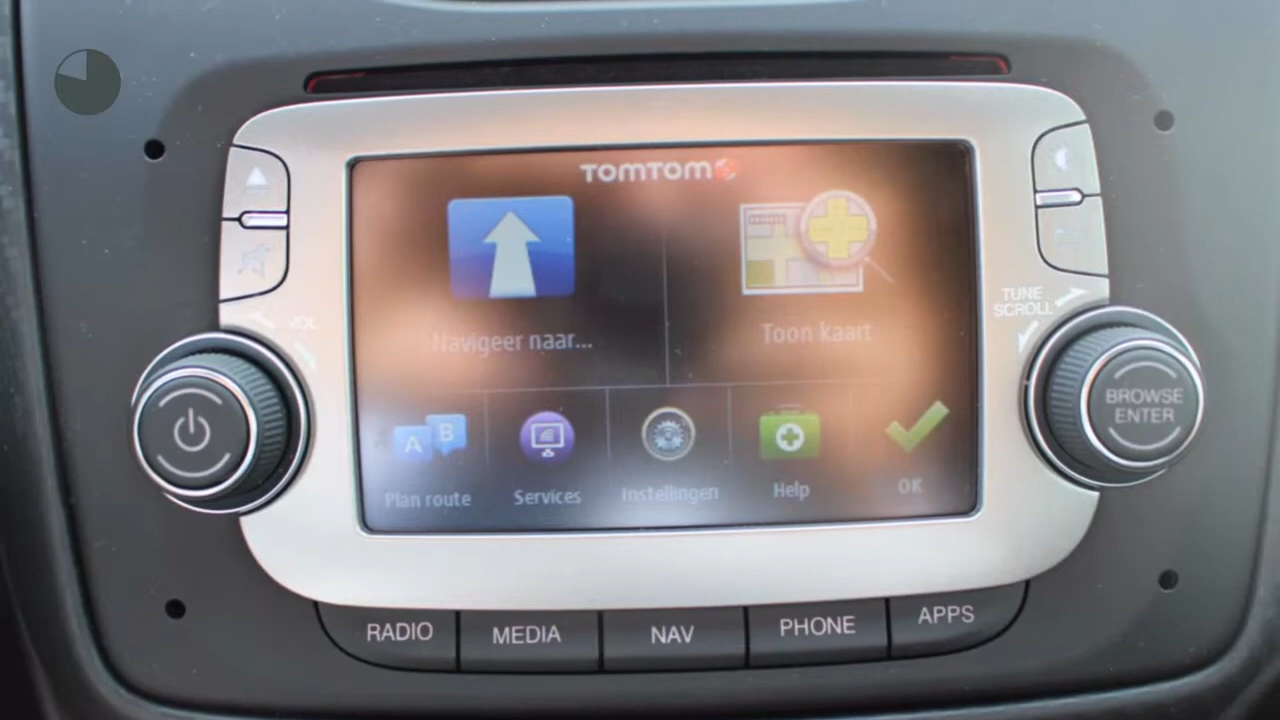 TOMTOM
Navigeer naar...
Toon kaart
VOL
TUNE
SCROLL
A B
Plan route
Services
Instellingen
Help
OK
BROWSE
ENTER
RADIO
MEDIA
NAV
PHONE
APPS